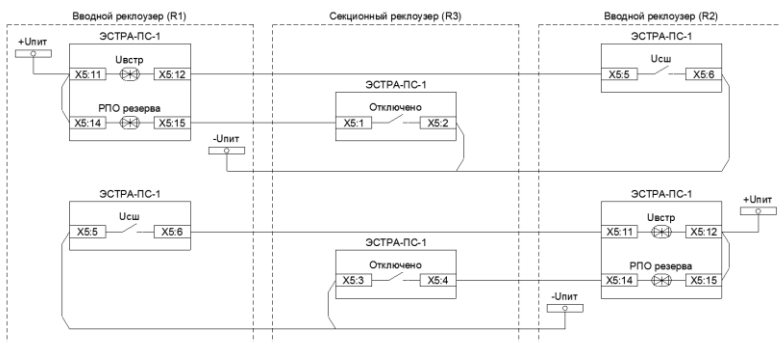 Вводной реклоузер (R1)
Секционный реклоузер (R3)
Вводной реклоузер (R2)
+Uпит
ЭСТРА-ПС-1
ЭСТРА-ПС-1
Uвстр
Uсш
X5:11
X5:12
X5:5
X5:6
ЭСТРА-ПС-1
РПО резерва
Отключено
X5:14
X5:15
X5:1
X5:2
-Uпит
ЭСТРА-ПС-1
ЭСТРА-ПС-1
+Uпит
Uсш
Uвстр
X5:5
X5:6
X5:11
X5:12
ЭСТРА-ПС-1
Отключено
РПО резерва
X5:3
X5:4
X5:14
X5:15
-Uпит